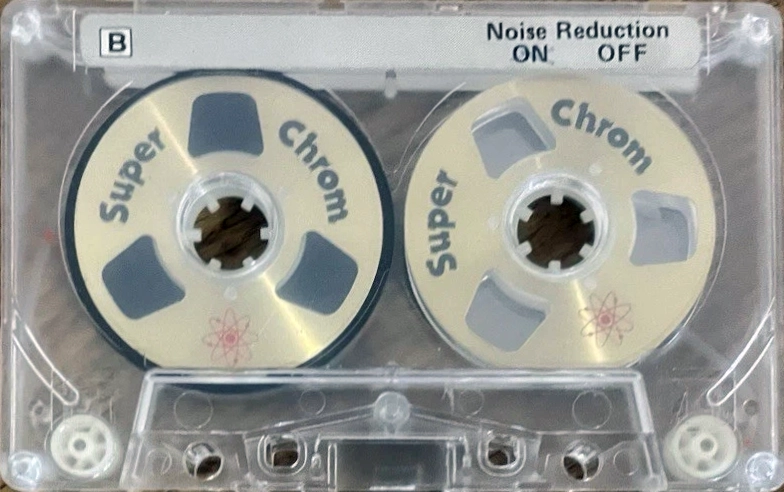 B
Noise Reduction
ON OFF
Super Chrom
Super Chrom